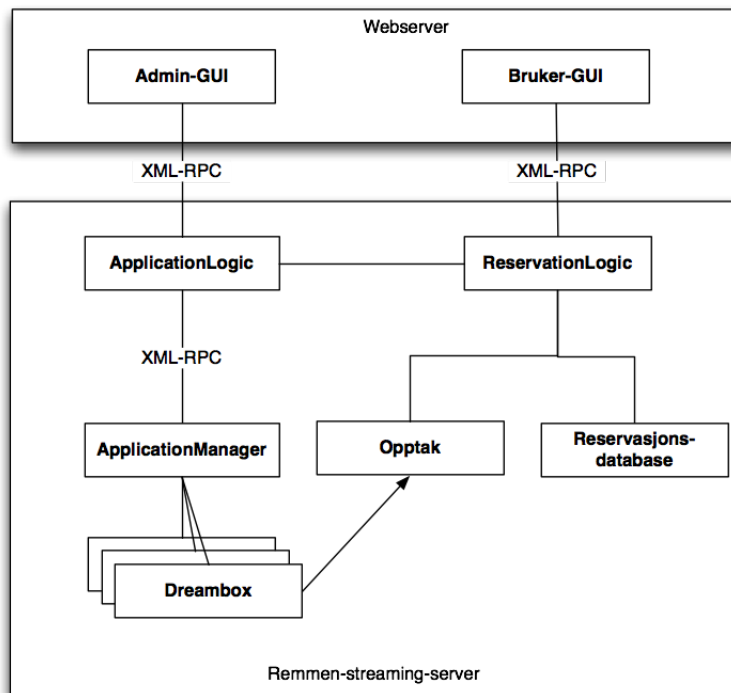 Webserver
Admin-GUI
Bruker-GUI
XML-RPC
XML-RPC
ApplicationLogic
ReservationLogic
XML-RPC
ApplicationManager
Opptak
Reservasjons-
database
Dreambox
Remmen-streaming-server